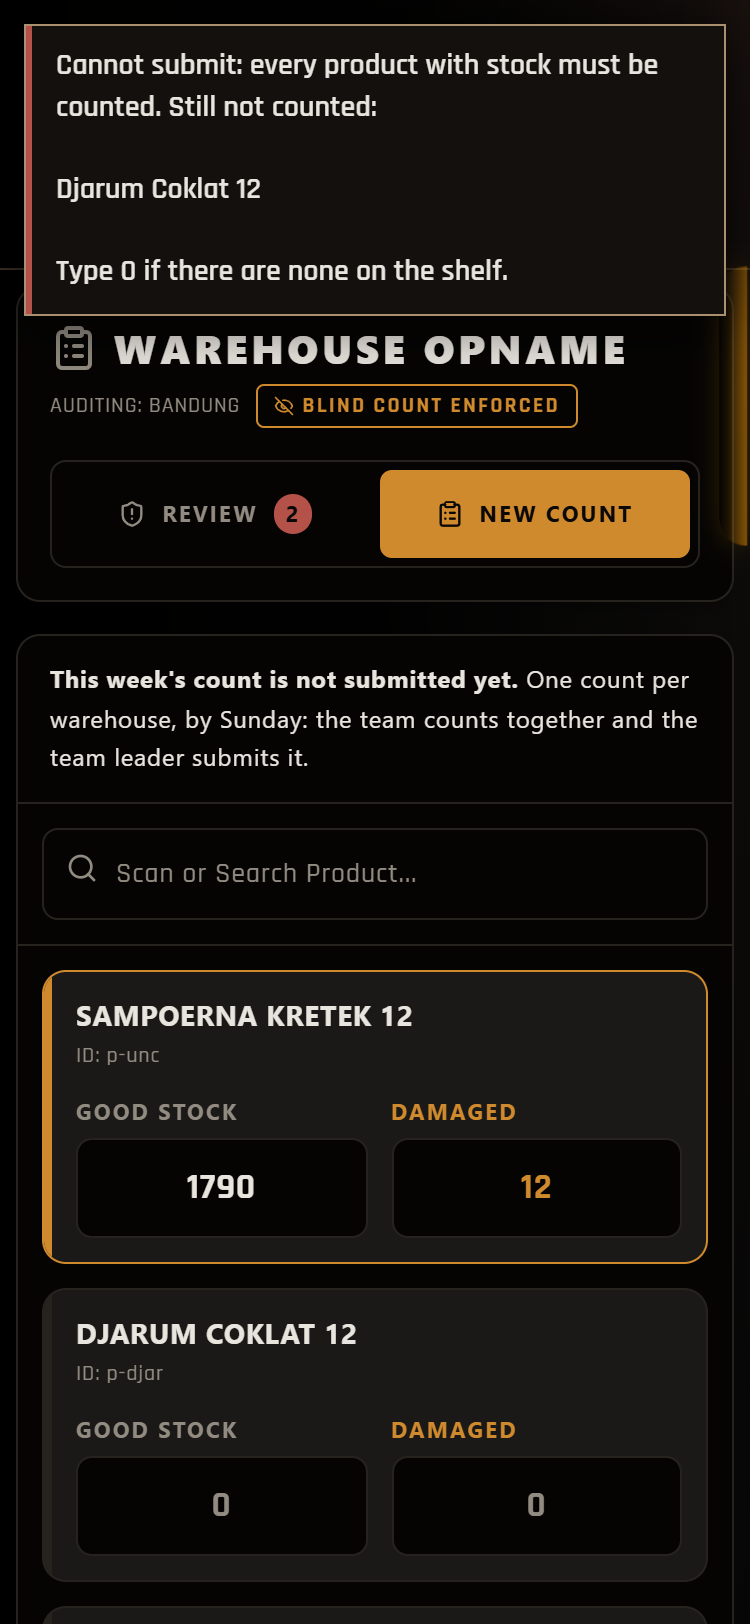 Cannot submit: every product with stock must be
counted. Still not counted:
Djarum Coklat 12
Type 0 if there are none on the shelf.
WAREHOUSE OPNAME
AUDITING: BANDUNG
BLIND COUNT ENFORCED
REVIEW 2
NEW COUNT
This week's count is not submitted yet. One count per
warehouse, by Sunday: the team counts together and the
team leader submits it.
Scan or Search Product...
SAMPOERNA KRETEK 12
ID: p-unc
GOOD STOCK DAMAGED
1790 12
DJARUM COKLAT 12
ID: p-djar
GOOD STOCK DAMAGED
0 0